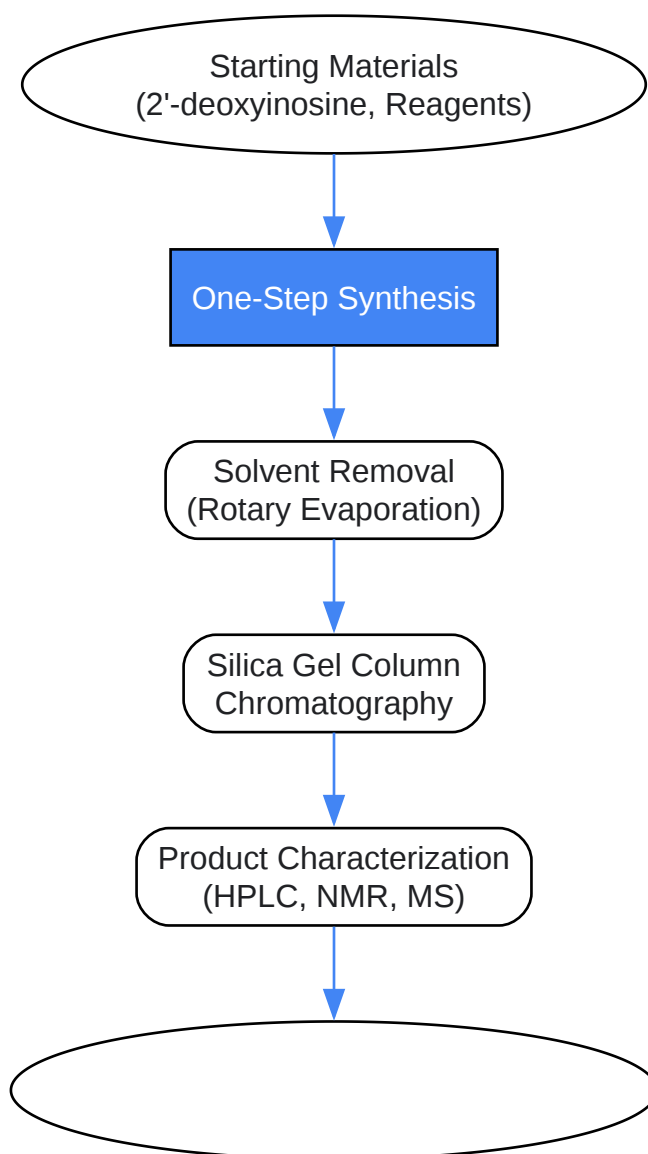 Starting Materials
(2'-deoxyinosine, Reagents)
One-Step Synthesis
Solvent Removal
(Rotary Evaporation)
Silica Gel Column
Chromatography
Product Characterization
(HPLC, NMR, MS)